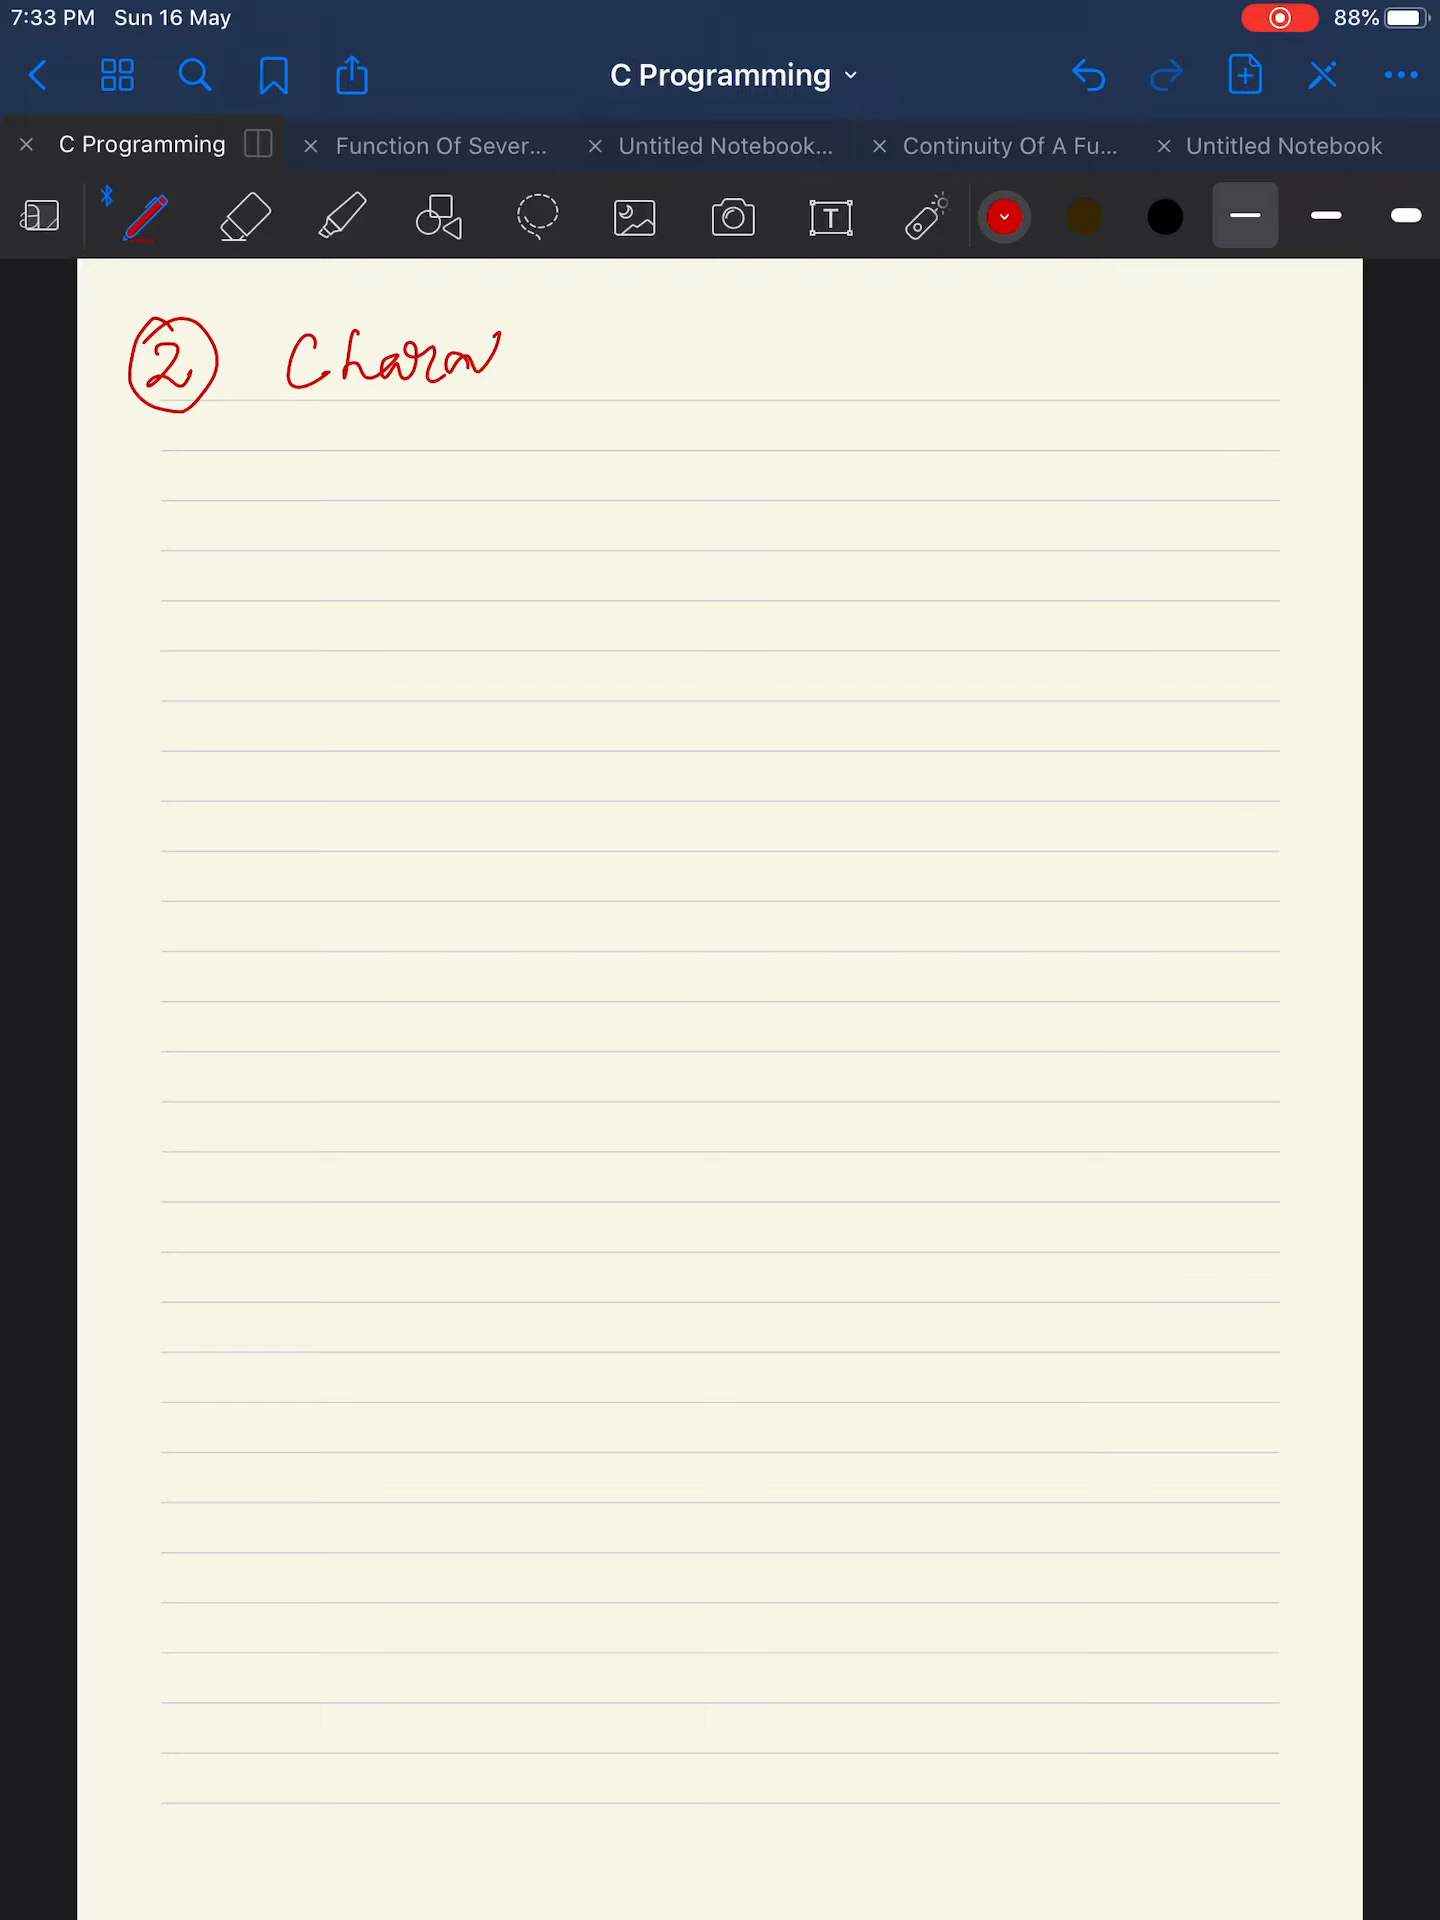 7:33 PM Sun 16 May 88%
C Programming
C Programming Function Of Sever... Untitled Notebook... Continuity Of A Fu... Untitled Notebook
2